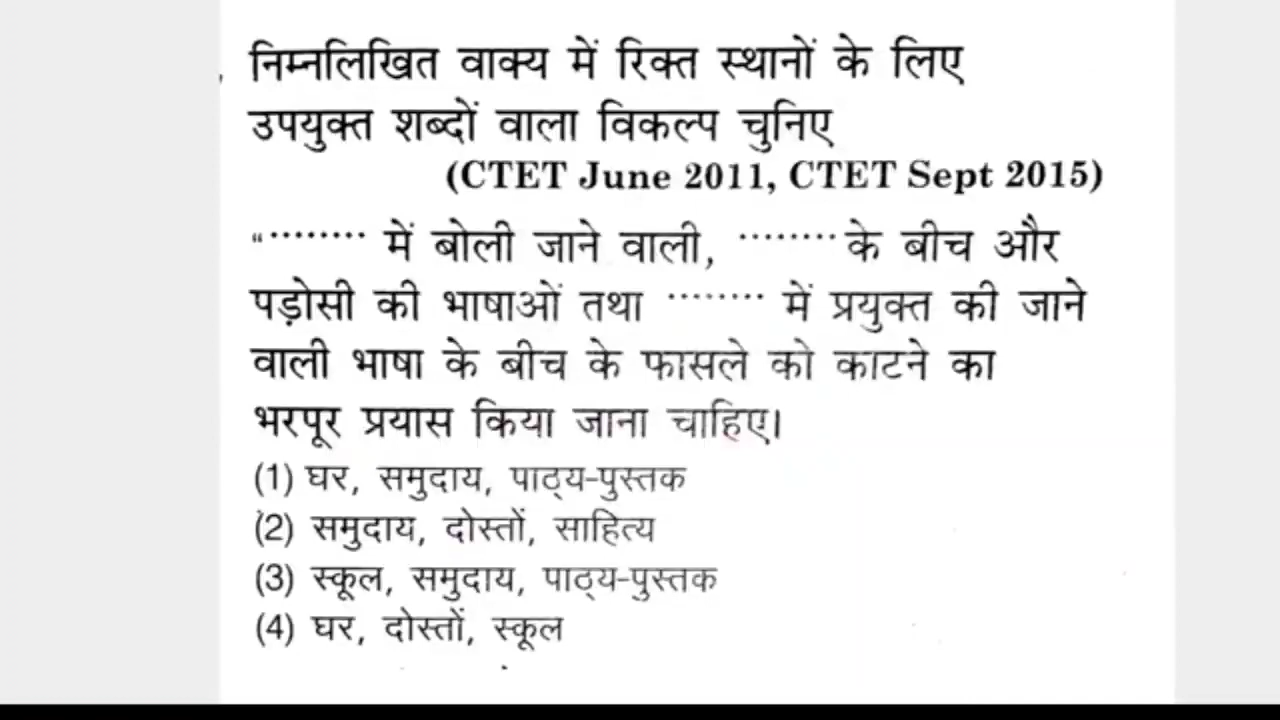 निम्नलिखित वाक्य में रिक्त स्थानों के लिए
उपयुक्त शब्दों वाला विकल्प चुनिए
(CTET June 2011, CTET Sept 2015)
“········· में बोली जाने वाली, ·········के बीच और
पड़ोसी की भाषाओं तथा ········· में प्रयुक्त की जाने
वाली भाषा के बीच के फासले को काटने का
भरपूर प्रयास किया जाना चाहिए।
(1) घर, समुदाय, पाठ्य-पुस्तक
(2) समुदाय, दोस्तों, साहित्य
(3) स्कूल, समुदाय, पाठ्य-पुस्तक
(4) घर, दोस्तों, स्कूल